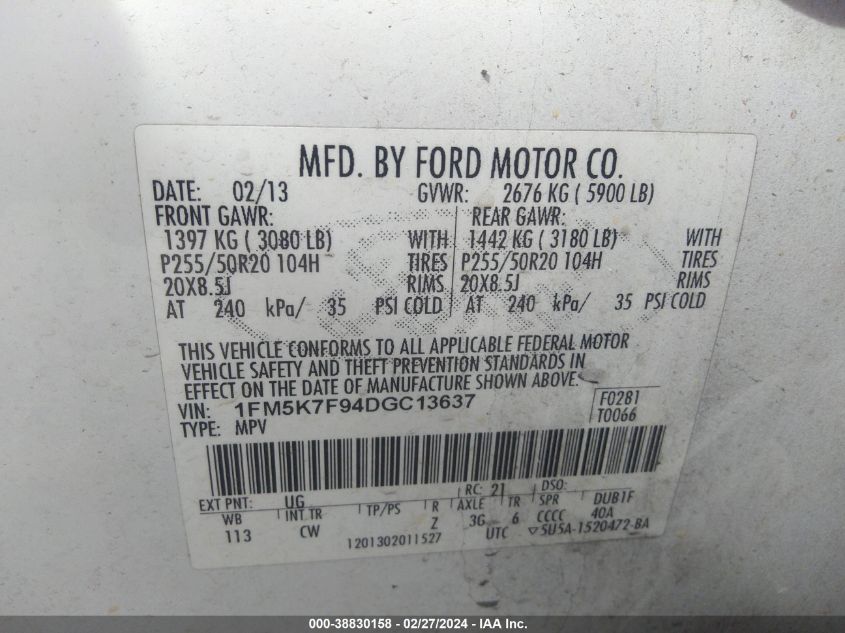 MFD. BY FORD MOTOR CO.
DATE: 02/13 GVWR: 2676 KG ( 5900 LB)
FRONT GAWR: REAR GAWR:
1397 KG ( 3080 LB) WITH 1442 KG ( 3180 LB) WITH
P255/50R20 104H TIRES P255/50R20 104H TIRES
20X8.5J RIMS 20X8.5J RIMS
AT 240 kPa/ 35 PSI COLD AT 240 kPa/ 35 PSI COLD
THIS VEHICLE CONFORMS TO ALL APPLICABLE FEDERAL MOTOR
VEHICLE SAFETY AND THEFT PREVENTION STANDARDS IN
EFFECT ON THE DATE OF MANUFACTURE SHOWN ABOVE.
VIN: 1FM5K7F94DGC13637 F0281
TYPE: MPV T0066
EXT PNT: UG RC: 21 DSO:
WB INT TR TP/PS R AXLE TR SPR DUB1F
113 CW Z 3G 6 CCCC 40A
1201302011527 UTC ▽5U5A-1520472-BA
000-38830158 - 02/27/2024 - IAA Inc.